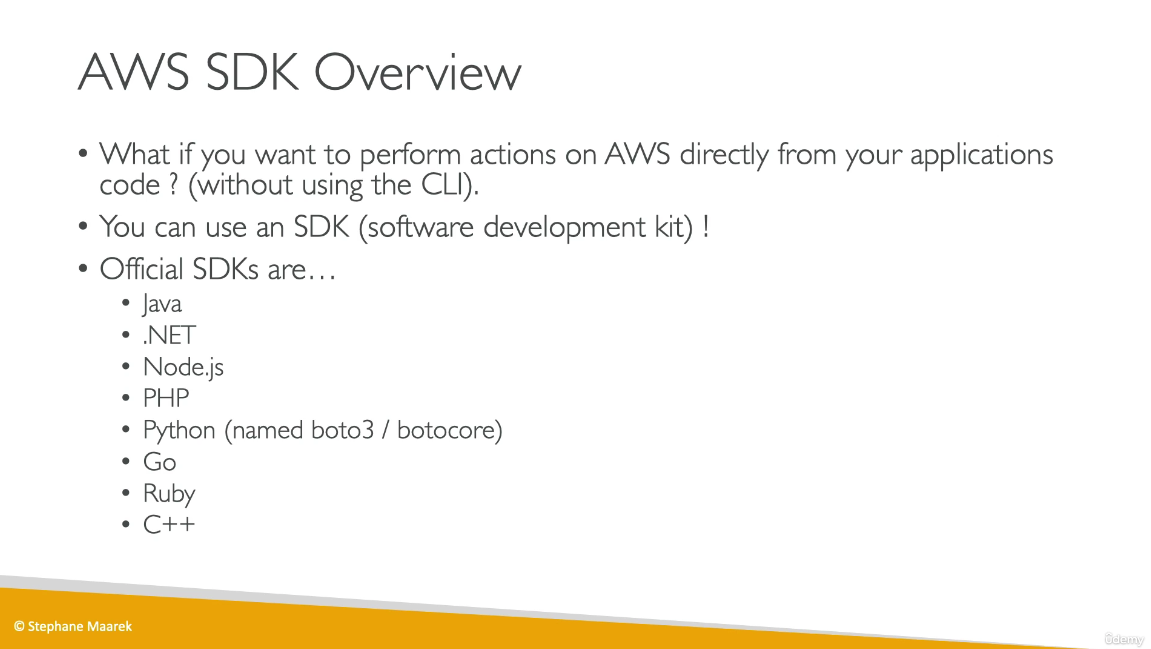 AWS SDK Overview
• What if you want to perform actions on AWS directly from your applications
code ? (without using the CLI).
• You can use an SDK (software development kit) !
• Official SDKs are…
• Java
• .NET
• Node.js
• PHP
• Python (named boto3 / botocore)
• Go
• Ruby
• C++
© Stephane Maarek
ûdemy